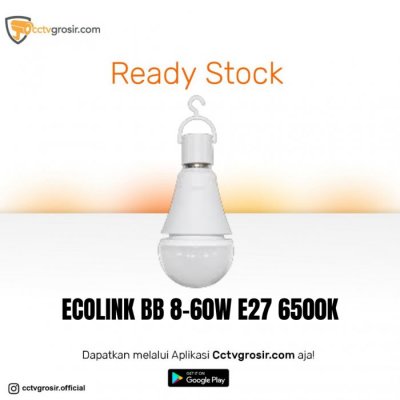 cctvgrosir.com
Ready Stock
ECOLINK BB 8-60W E27 6500K
Dapatkan melalui Aplikasi Cctvgrosir.com aja!
GET IT ON
Google Play
cctvgrosir.official